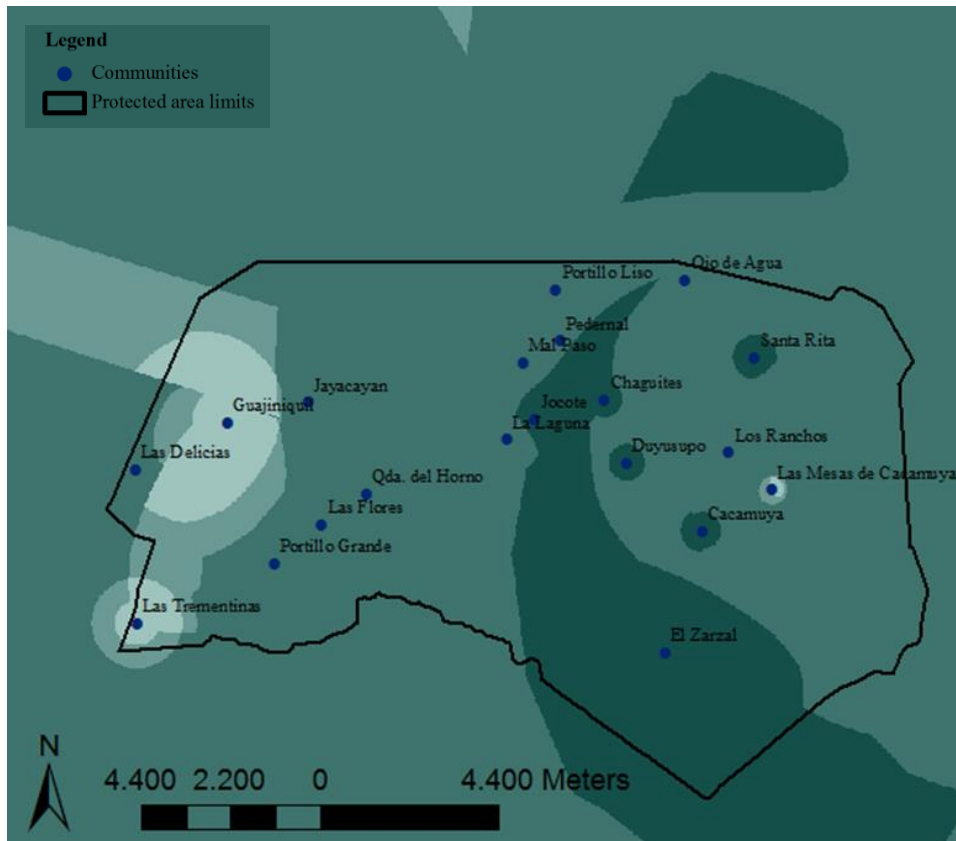 Legend
Communities
Protected area limits
Ojo de Agua
Portillo Liso
Pedernal
Santa Rita
Mal Paso
Jayacayan
Chaguites
Guajiniquil
Jocote
La Laguna
Los Ranchos
Las Delicias
Duyusupo
Qda. del Horno
Las Mesas de Cacamuya
Las Flores
Cacamuya
Portillo Grande
Las Trementinas
El Zarzal
N
4.400 2.200 0 4.400 Meters